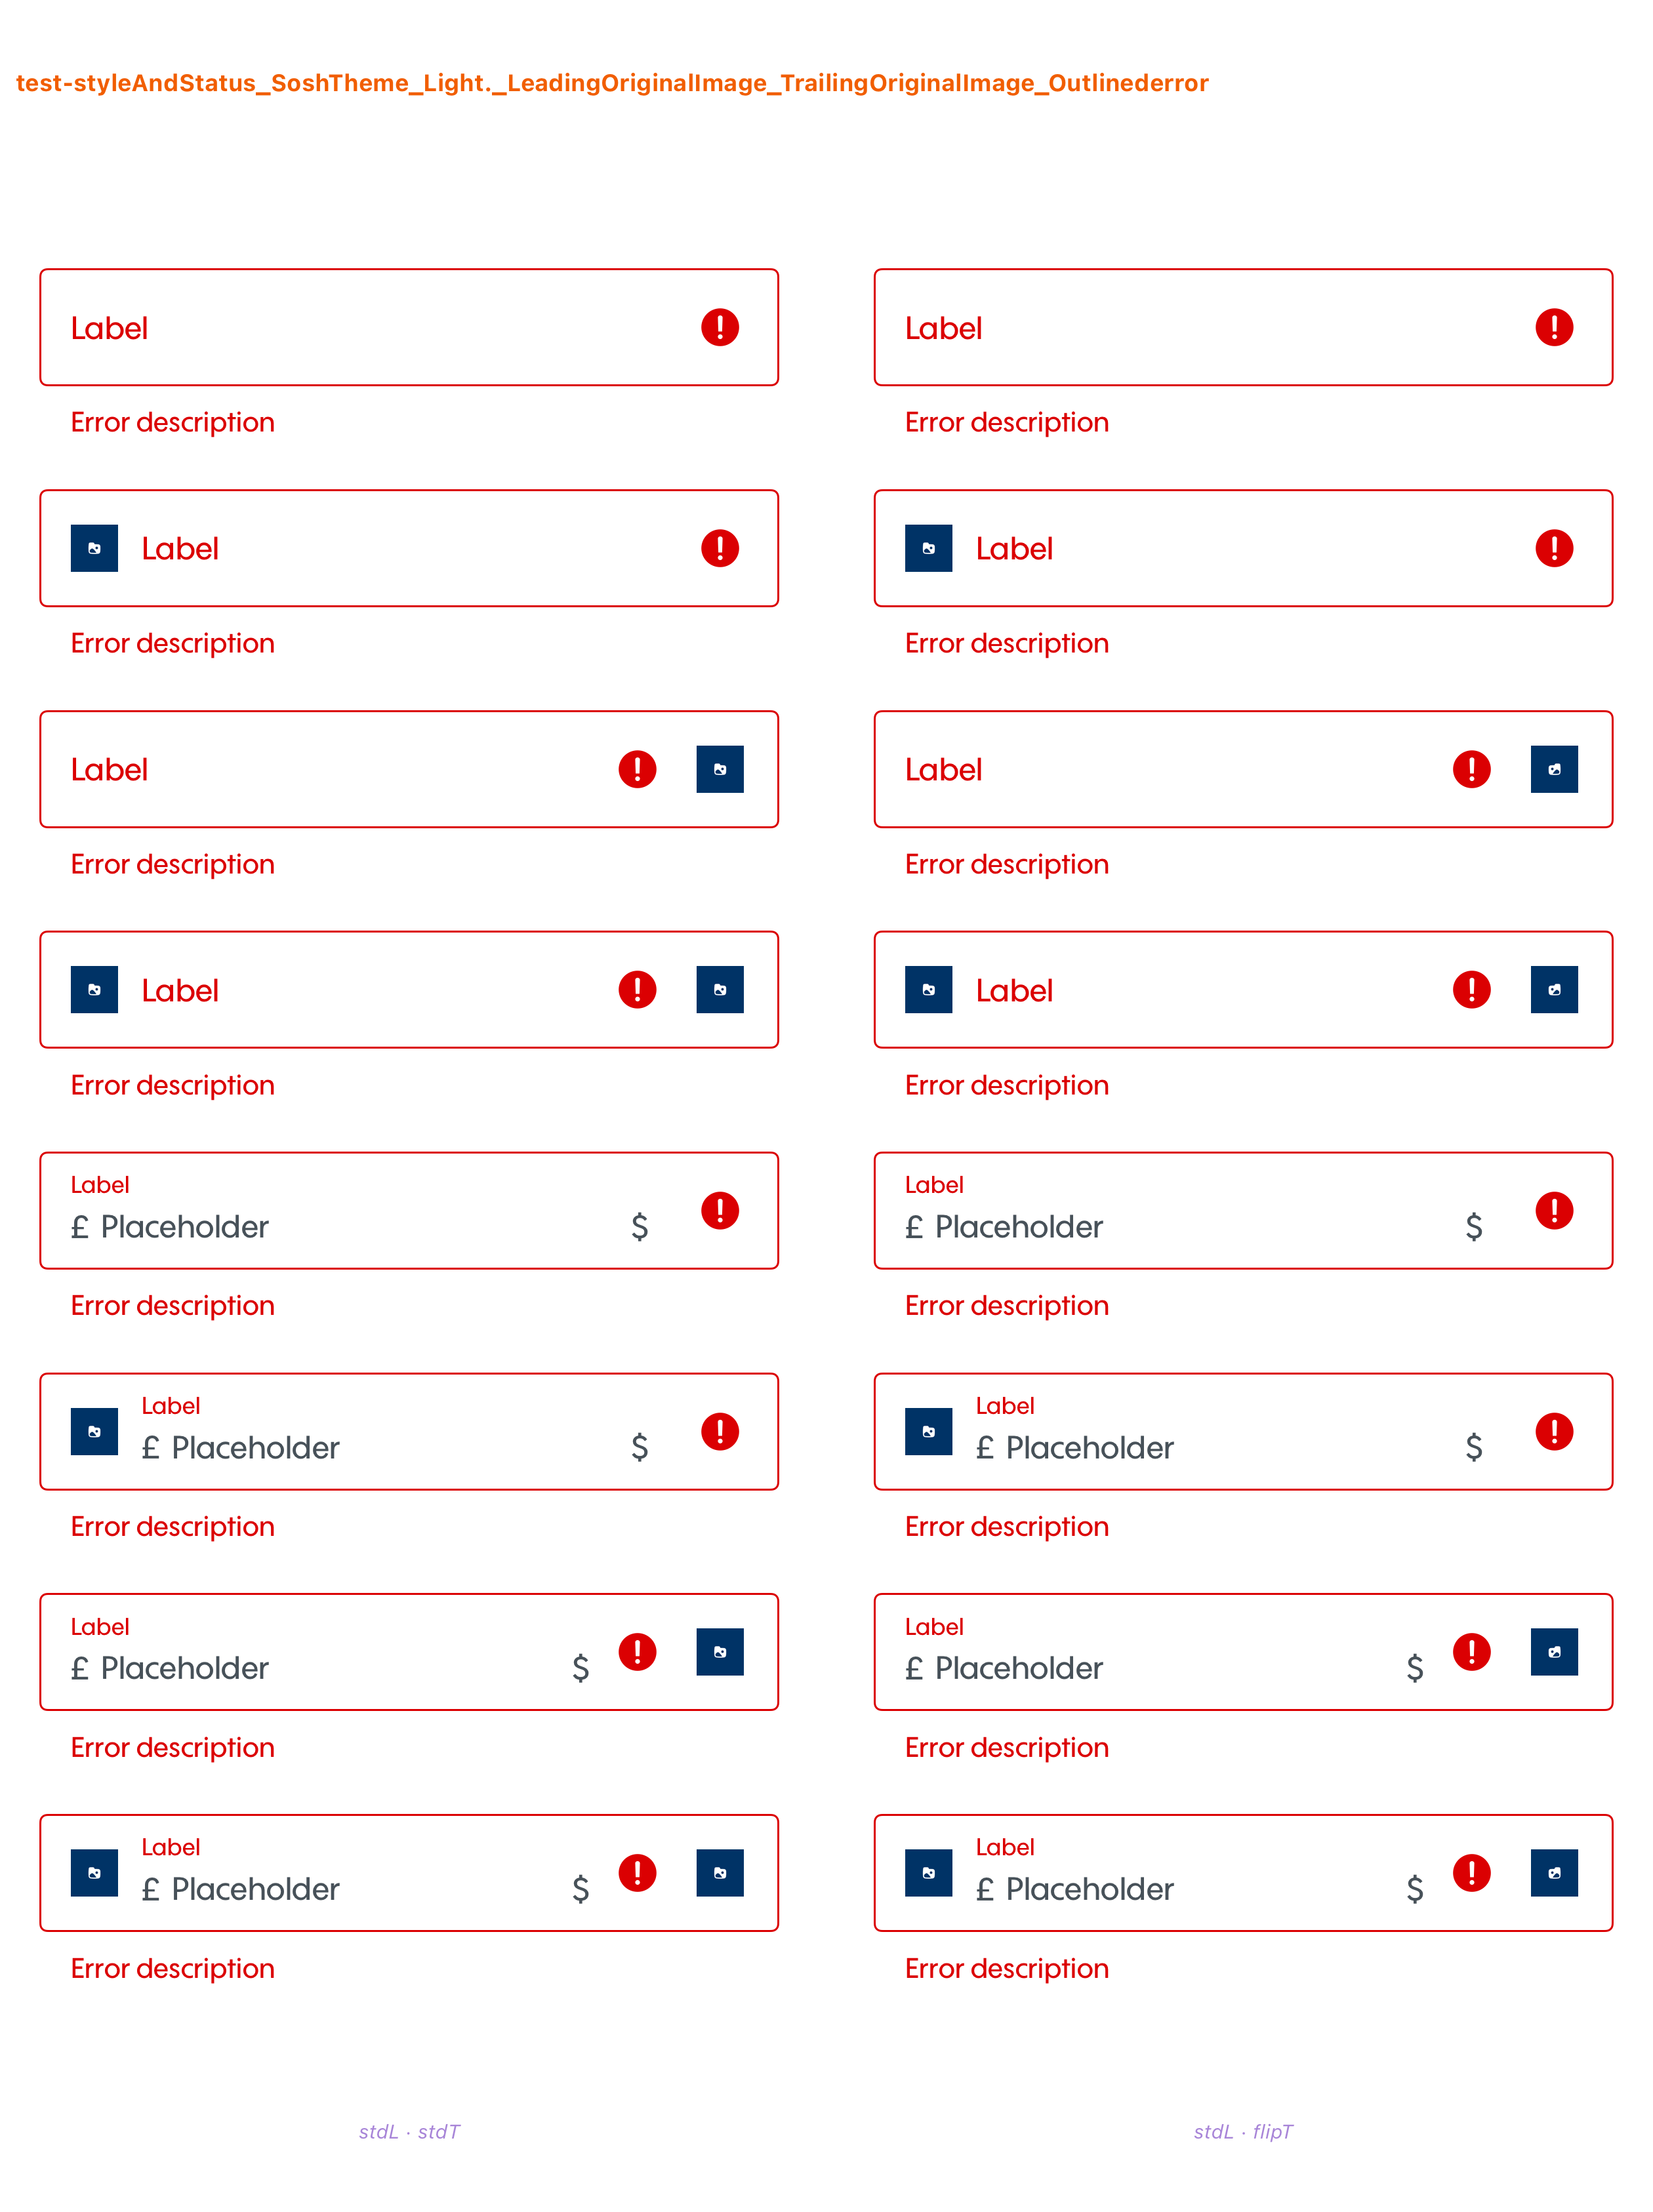 test-styleAndStatus_SoshTheme_Light._LeadingOriginalImage_TrailingOriginalImage_Outlinederror
Label
Error description
Label
Error description
Label
Error description
Label
Error description
Label
£ Placeholder $
Error description
Label
£ Placeholder $
Error description
Label
£ Placeholder $
Error description
Label
£ Placeholder $
Error description
stdL · stdT
Label
Error description
Label
Error description
Label
Error description
Label
Error description
Label
£ Placeholder $
Error description
Label
£ Placeholder $
Error description
Label
£ Placeholder $
Error description
Label
£ Placeholder $
Error description
stdL · flipT